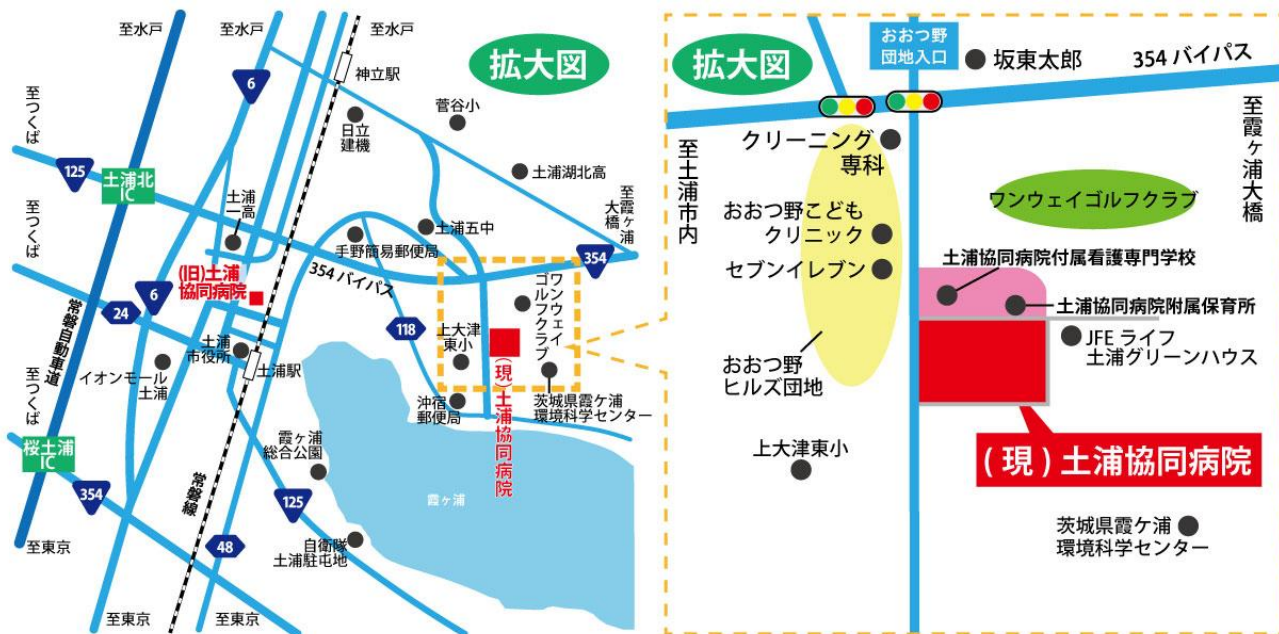 至水戸
至水戸
至水戸
拡大図
6
神立駅
至つくば
日立
建機
菅谷小
125
土浦北
IC
土浦湖北高
土浦
一高
至つくば
土浦五中
至霞ヶ浦
大橋
手野簡易郵便局
354 バイパス
354
(旧)土浦
協同病院
6
24
ワンウェイ
ゴルフクラブ
118
上大津
東小
土浦
市役所
土浦駅
常磐自動車道
至つくば
イオンモール
土浦
(現)土浦協同病院
沖宿
郵便局
茨城県霞ケ浦
環境科学センター
桜土浦
IC
霞ヶ浦
総合公園
354
常磐線
125
霞ヶ浦
至東京
48
自衛隊
土浦駐屯地
至東京
至東京
拡大図
おおつ野
団地入口
坂東太郎
354 バイパス
至土浦市内
至霞ヶ浦大橋
クリーニング
専科
ワンウェイゴルフクラブ
おおつ野こども
クリニック
セブンイレブン
土浦協同病院付属看護専門学校
土浦協同病院附属保育所
JFE ライフ
土浦グリーンハウス
おおつ野
ヒルズ団地
上大津東小
(現)土浦協同病院
茨城県霞ケ浦
環境科学センター